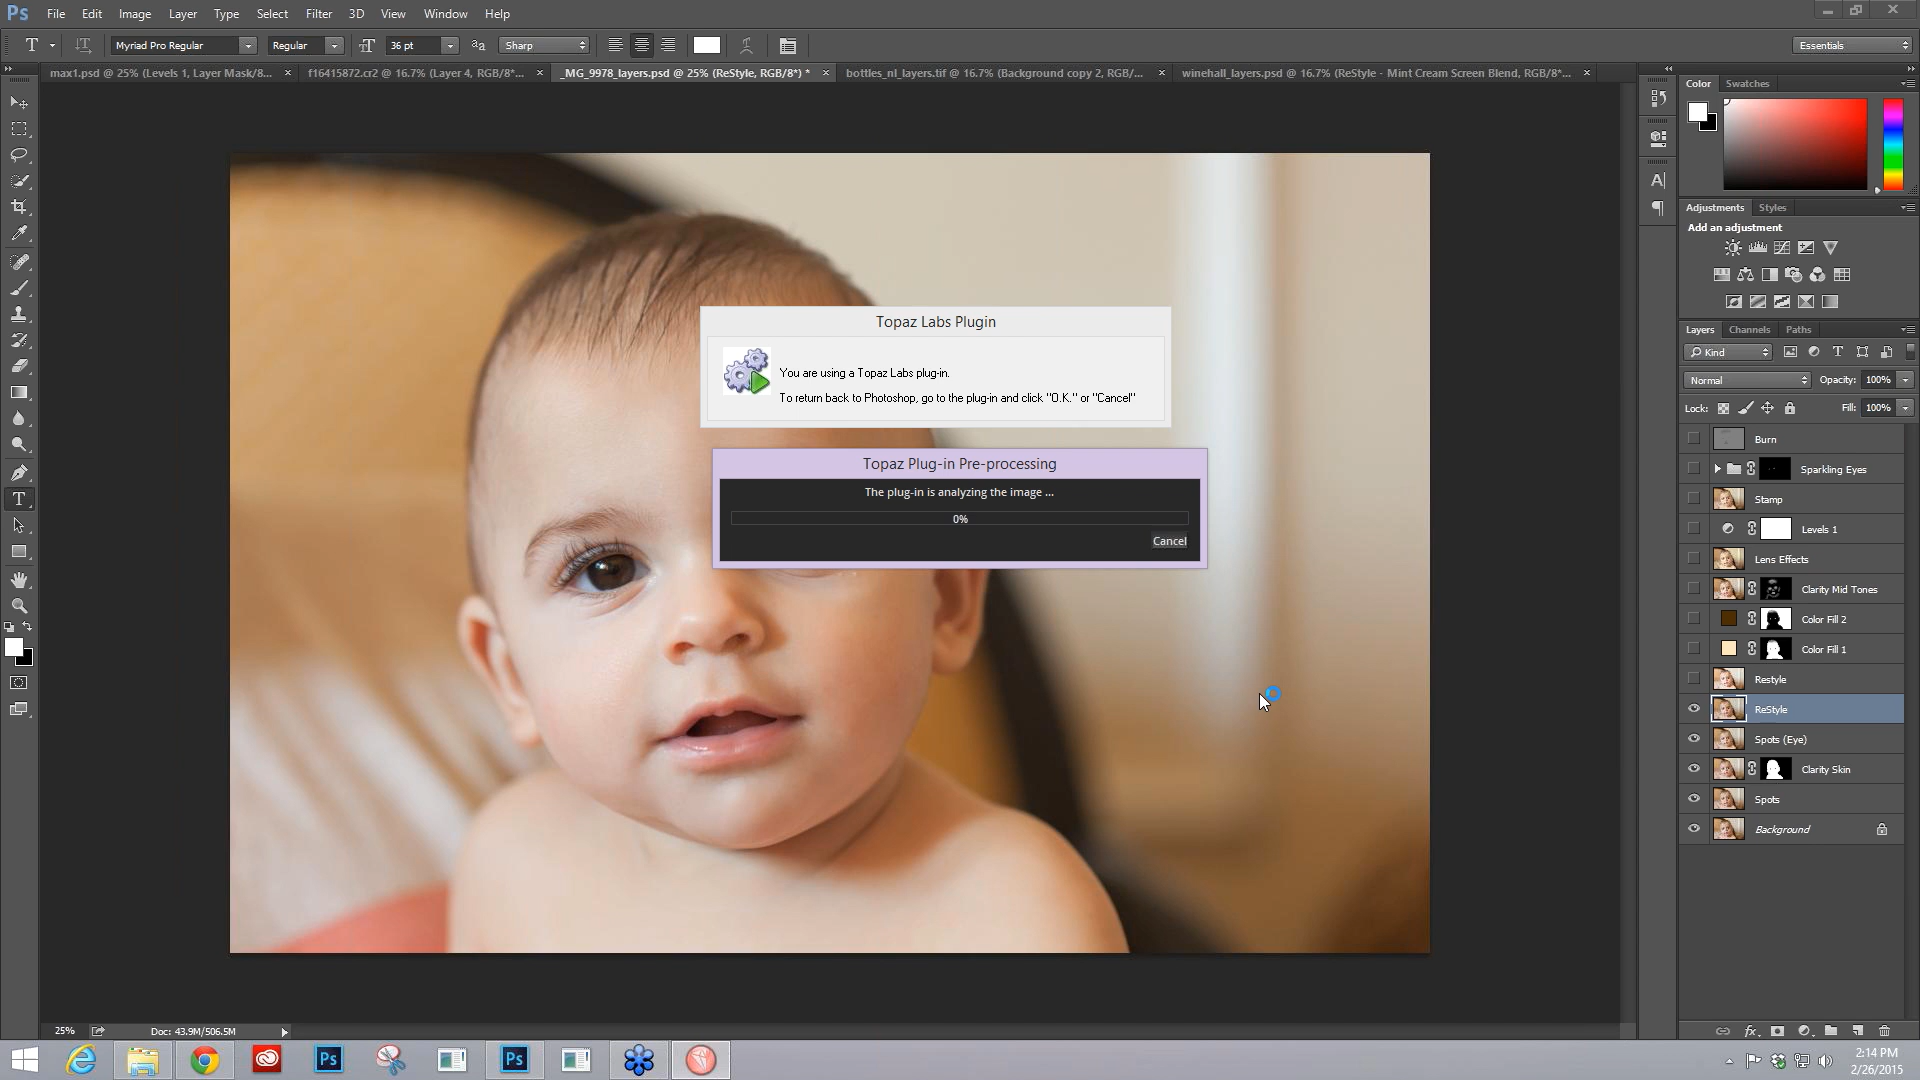 Ps File Edit Image Layer Type Select Filter 3D View Window Help
T Myriad Pro Regular Regular 36 pt Sharp Essentials
max1.psd @ 25% (Levels 1, Layer Mask/8... × f16415872.cr2 @ 16.7% (Layer 4, RGB/8*... × _MG_9978_layers.psd @ 25% (ReStyle, RGB/8*) * × bottles_nl_layers.tif @ 16.7% (Background copy 2, RGB/... × winehall_layers.psd @ 16.7% (ReStyle - Mint Cream Screen Blend, RGB/8*... ×
Color Swatches
Adjustments Styles
Add an adjustment
Layers Channels Paths
Kind
Normal Opacity: 100%
Lock: Fill: 100%
Burn
Sparkling Eyes
Stamp
Levels 1
Lens Effects
Clarity Mid Tones
Color Fill 2
Color Fill 1
Restyle
ReStyle
Spots (Eye)
Clarity Skin
Spots
Background
Topaz Labs Plugin
You are using a Topaz Labs plug-in.
To return back to Photoshop, go to the plug-in and click "O.K." or "Cancel"
Topaz Plug-in Pre-processing
The plug-in is analyzing the image ...
0%
Cancel
25% Doc: 43.9M/506.5M
Ps Ps
2:14 PM
2/26/2015